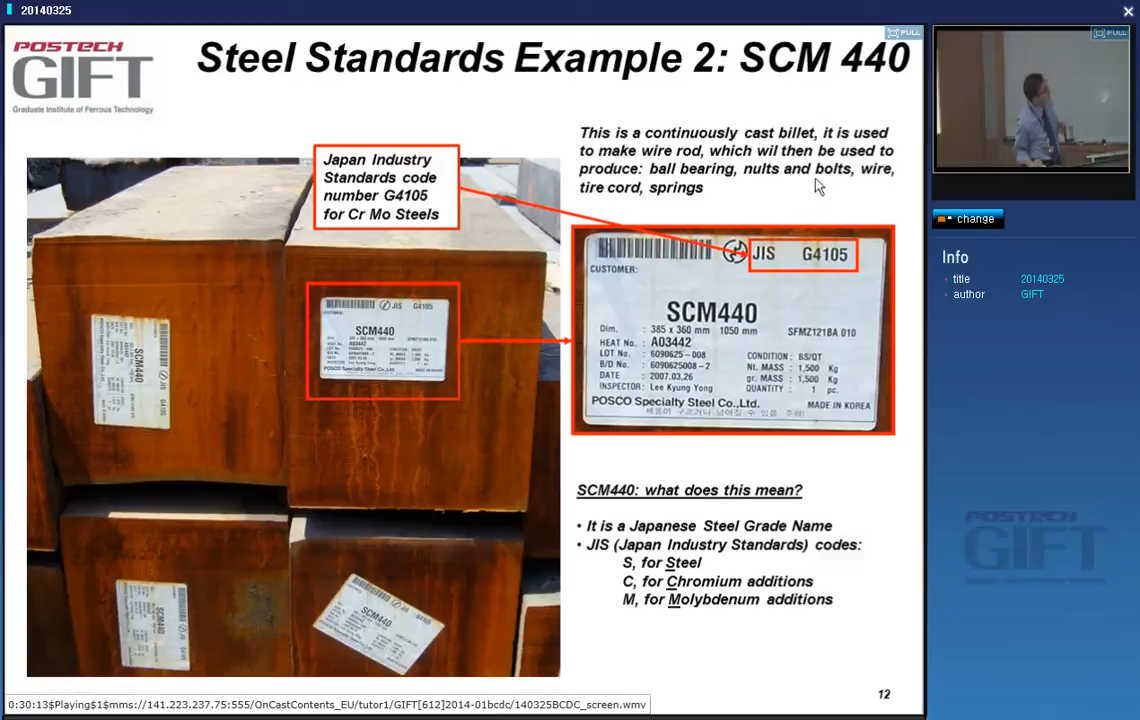 20140325
POSTECH
GIFT
Graduate Institute of Ferrous Technology
Steel Standards Example 2: SCM 440
FULL
Japan Industry
Standards code
number G4105
for Cr Mo Steels
This is a continuously cast billet, it is used
to make wire rod, which wil then be used to
produce: ball bearing, nults and bolts, wire,
tire cord, springs
JIS G4105
CUSTOMER:
SCM440
Dim. : 385 x 360 mm 1050 mm SFMZ121BA 010
HEAT No. : A03442
LOT No. : 6090625-008 CONDITION : BS/QT
B/D No. : 6090625008-2 Nt. MASS : 1,500 Kg
DATE : 2007.03.26 gr. MASS : 1,500 Kg
INSPECTOR: Lee Kyung Yong QUANTITY : 1 pc.
POSCO Specialty Steel Co.,Ltd. MADE IN KOREA
JIS G4105
SCM440
HEAT No. A03442
POSCO Specialty Steel Co.,Ltd
SCM440
JIS
G4105
SCM440
JIS
SCM440
SCM440: what does this mean?
• It is a Japanese Steel Grade Name
• JIS (Japan Industry Standards) codes:
S, for Steel
C, for Chromium additions
M, for Molybdenum additions
12
0:30:13$Playing$1$mms://141.223.237.75:555/OnCastContents_EU/tutor1/GIFT[612]2014-01bcdc/140325BCDC_screen.wmv
FULL
change
Info
title 20140325
author GIFT
POSTECH
GIFT